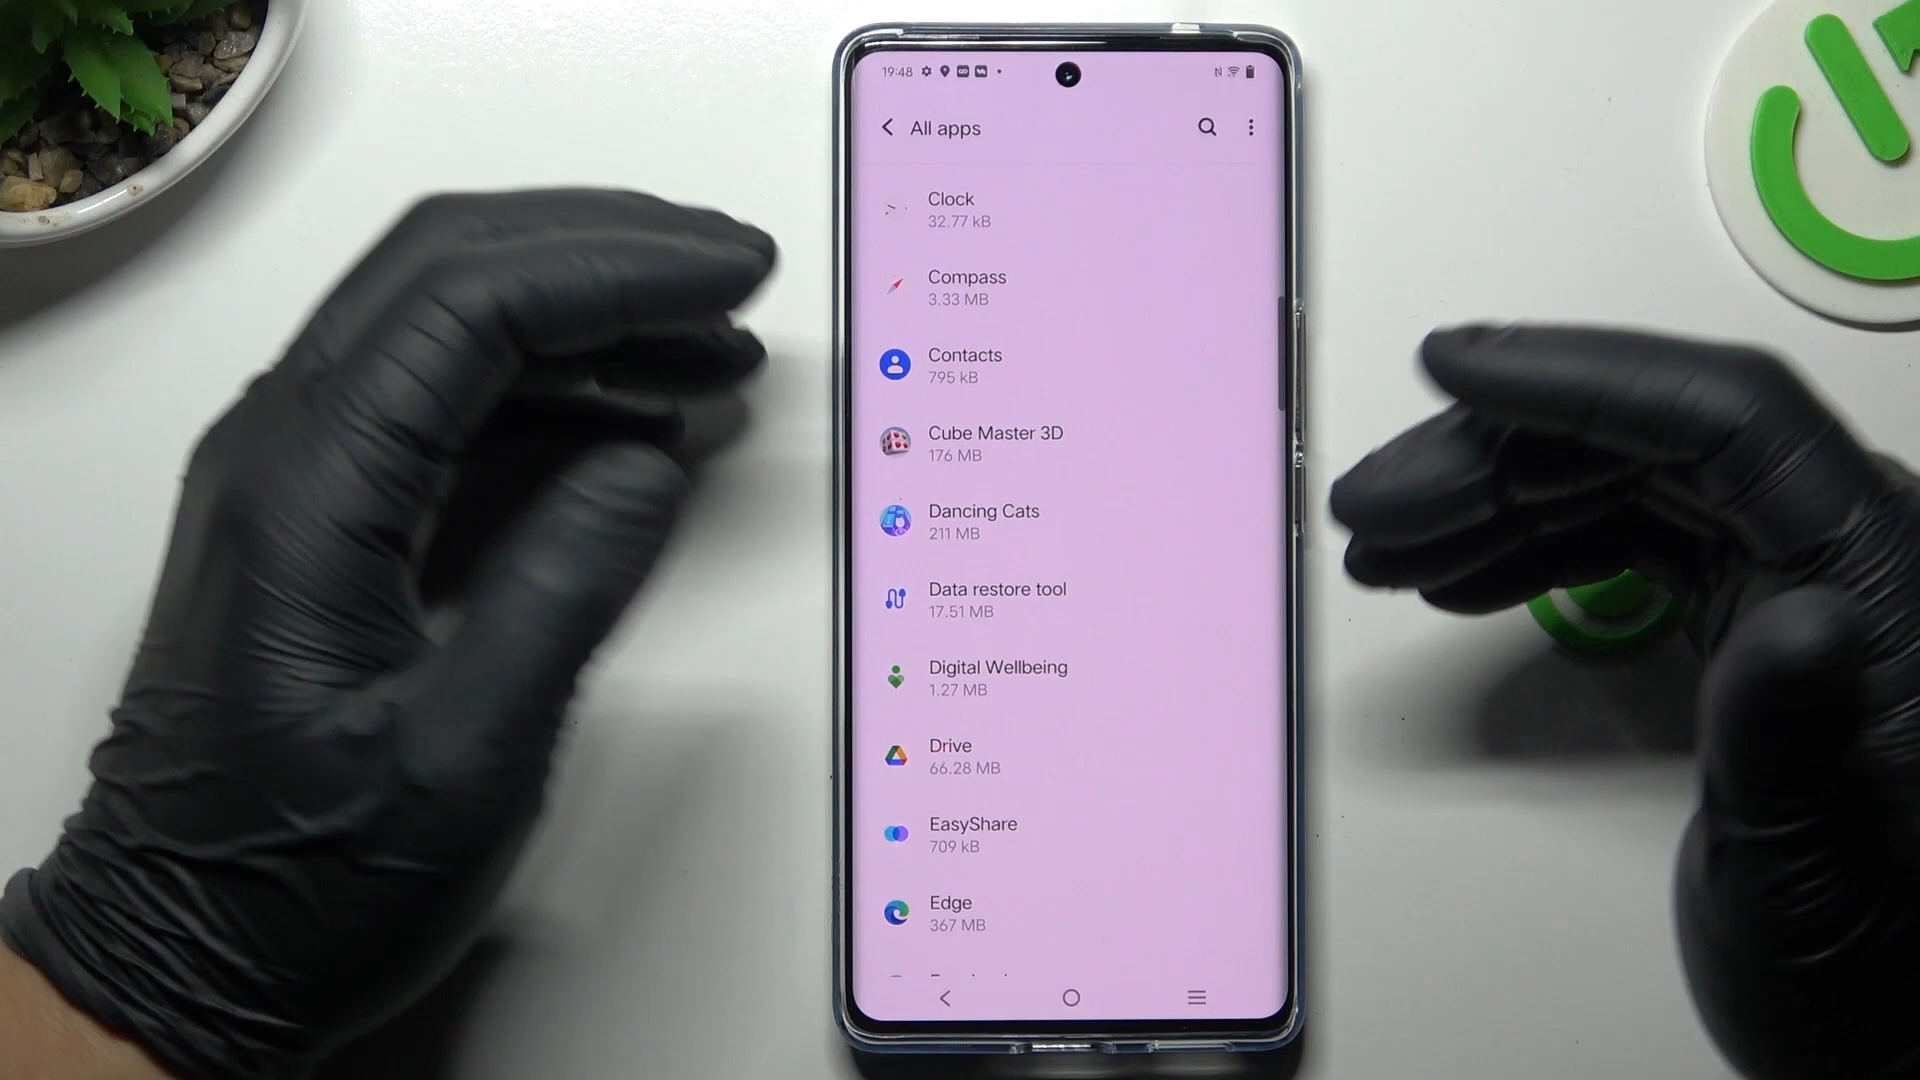 19:48
All apps
Clock
32.77 kB
Compass
3.33 MB
Contacts
795 kB
Cube Master 3D
176 MB
Dancing Cats
211 MB
Data restore tool
17.51 MB
Digital Wellbeing
1.27 MB
Drive
66.28 MB
EasyShare
709 kB
Edge
367 MB